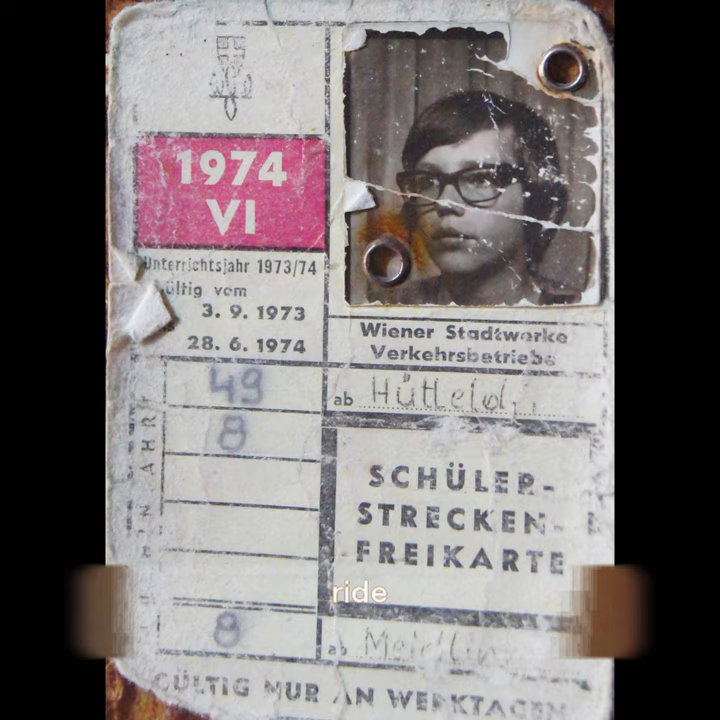 1974
VI
Unterrichtsjahr 1973/74
gültig vom
3. 9. 1973
28. 6. 1974
Wiener Stadtwerke
Verkehrsbetriebe
49
ab Hütteld.
8
SCHÜLER-
STRECKEN-
FREIKARTE
ride
8
ab
GÜLTIG NUR AN WERKTAGEN